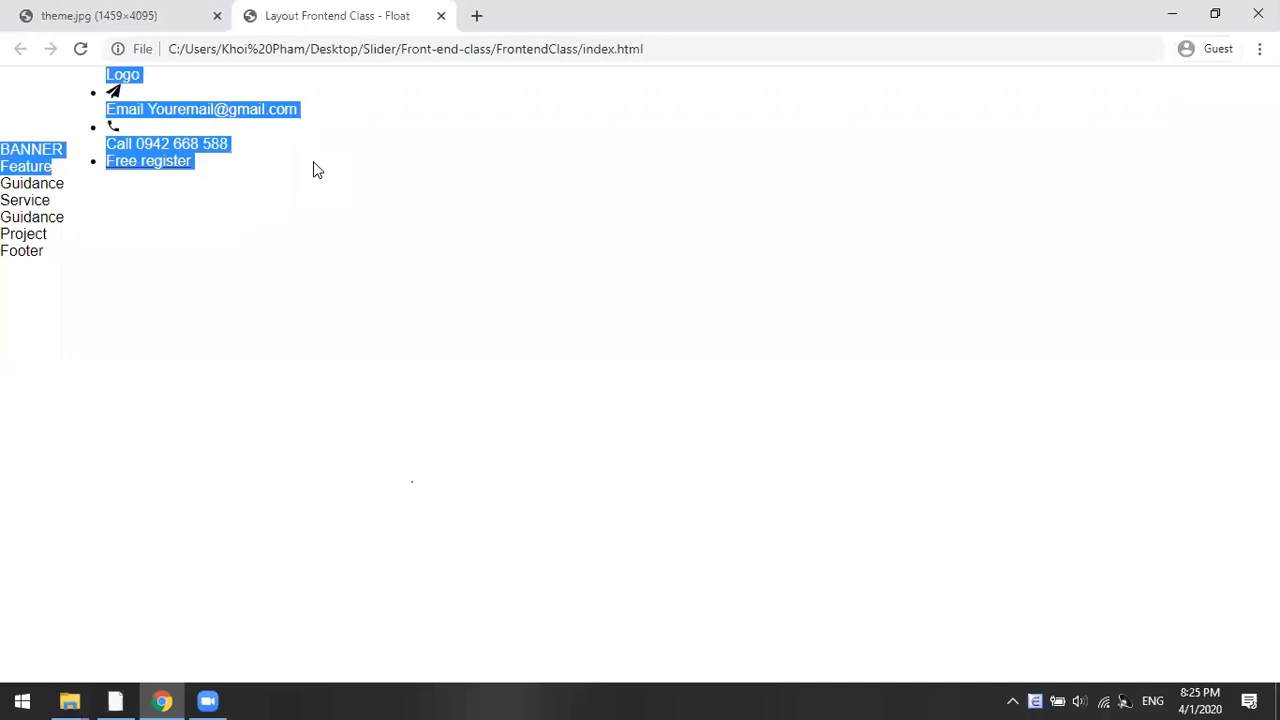 theme.jpg (1459×4095)
Layout Frontend Class - Float
File
C:/Users/Khoi%20Pham/Desktop/Slider/Front-end-class/FrontendClass/index.html
Guest
Logo
Email Youremail@gmail.com
Call 0942 668 588
Free register
BANNER
Feature
Guidance
Service
Guidance
Project
Footer
ENG
8:25 PM
4/1/2020